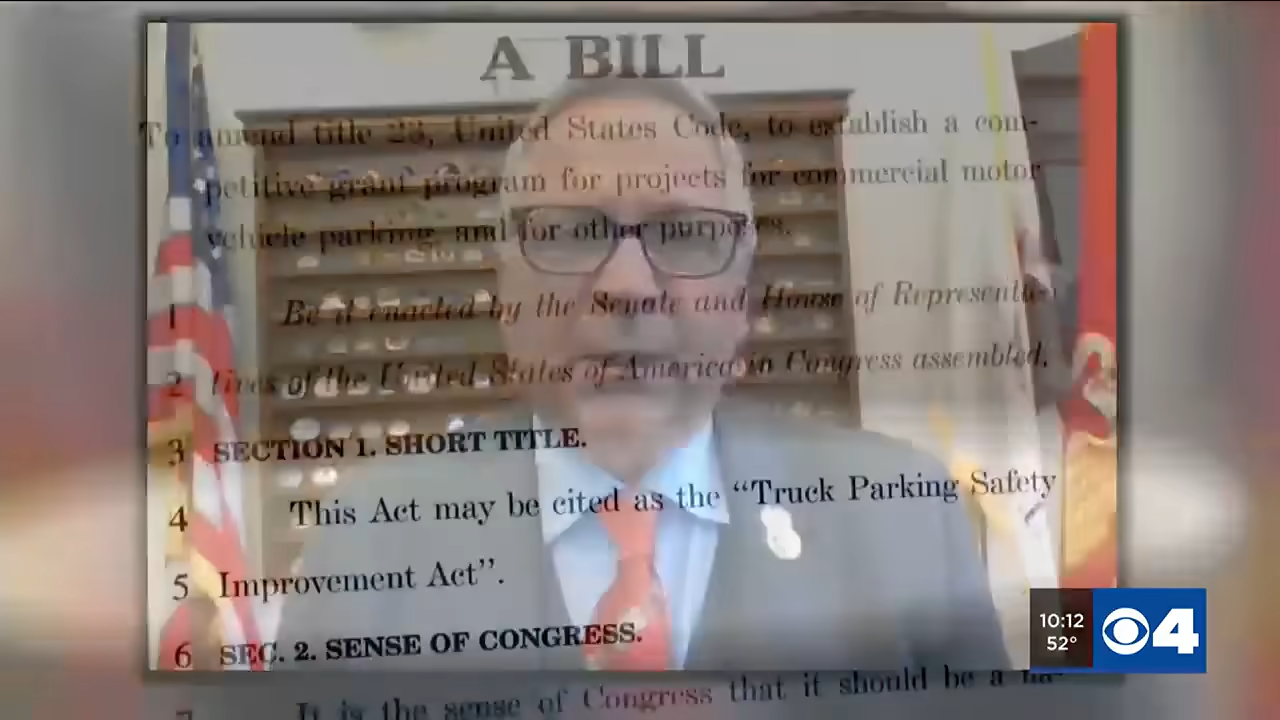 A BILL
To amend title 23, United States Code, to establish a com-
petitive grant program for projects for commercial motor
vehicle parking, and for other purposes.
1 Be it enacted by the Senate and House of Representa-
2 tives of the United States of America in Congress assembled,
3 SECTION 1. SHORT TITLE.
4 This Act may be cited as the “Truck Parking Safety
5 Improvement Act”.
6 SEC. 2. SENSE OF CONGRESS.
7 It is the sense of Congress that it should be a na-
10:12
52°
4